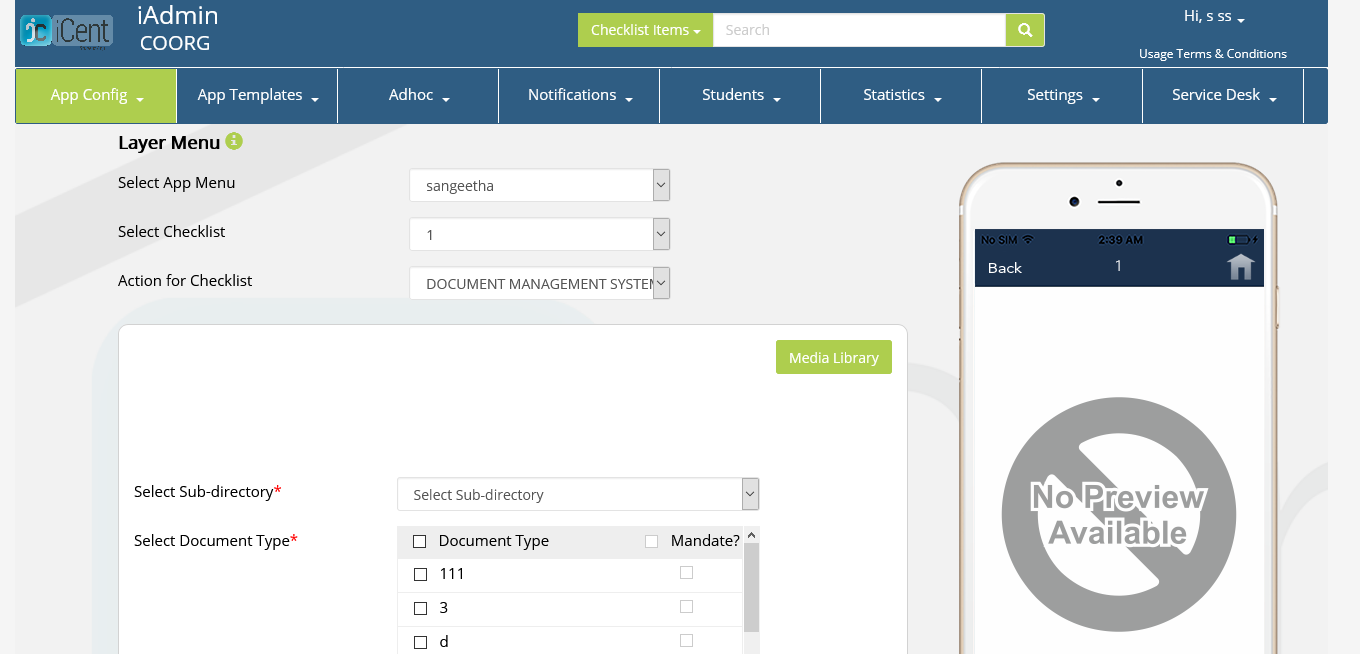 iCent
iAdmin
COORG
Checklist Items
Search
Hi, s ss
Usage Terms & Conditions
App Config
App Templates
Adhoc
Notifications
Students
Statistics
Settings
Service Desk
Layer Menu
Select App Menu
sangeetha
Select Checklist
1
Action for Checklist
DOCUMENT MANAGEMENT SYSTEM
Media Library
Select Sub-directory*
Select Sub-directory
Select Document Type*
Document Type
Mandate?
111
3
d
No SIM
2:39 AM
Back
1
No Preview
Available